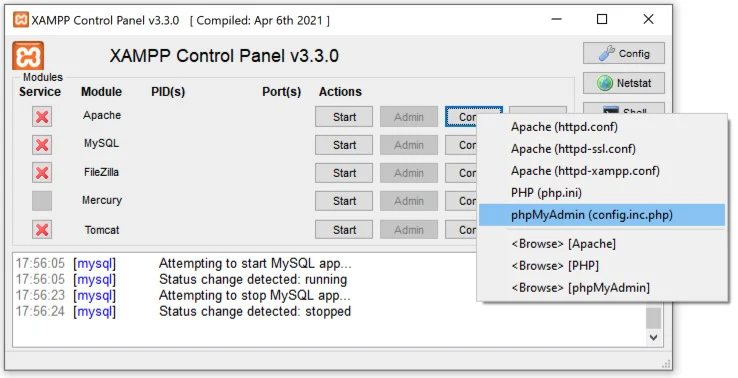 XAMPP Control Panel v3.3.0 [ Compiled: Apr 6th 2021 ]
XAMPP Control Panel v3.3.0
Config
Netstat
Shell
Modules
Service Module PID(s) Port(s) Actions
Apache Start Admin
MySQL Start Admin
FileZilla Start Admin
Mercury Start Admin
Tomcat Start Admin
Apache (httpd.conf)
Apache (httpd-ssl.conf)
Apache (httpd-xampp.conf)
PHP (php.ini)
phpMyAdmin (config.inc.php)
<Browse> [Apache]
<Browse> [PHP]
<Browse> [phpMyAdmin]
17:56:05 [mysql] Attempting to start MySQL app...
17:56:05 [mysql] Status change detected: running
17:56:23 [mysql] Attempting to stop MySQL app...
17:56:24 [mysql] Status change detected: stopped